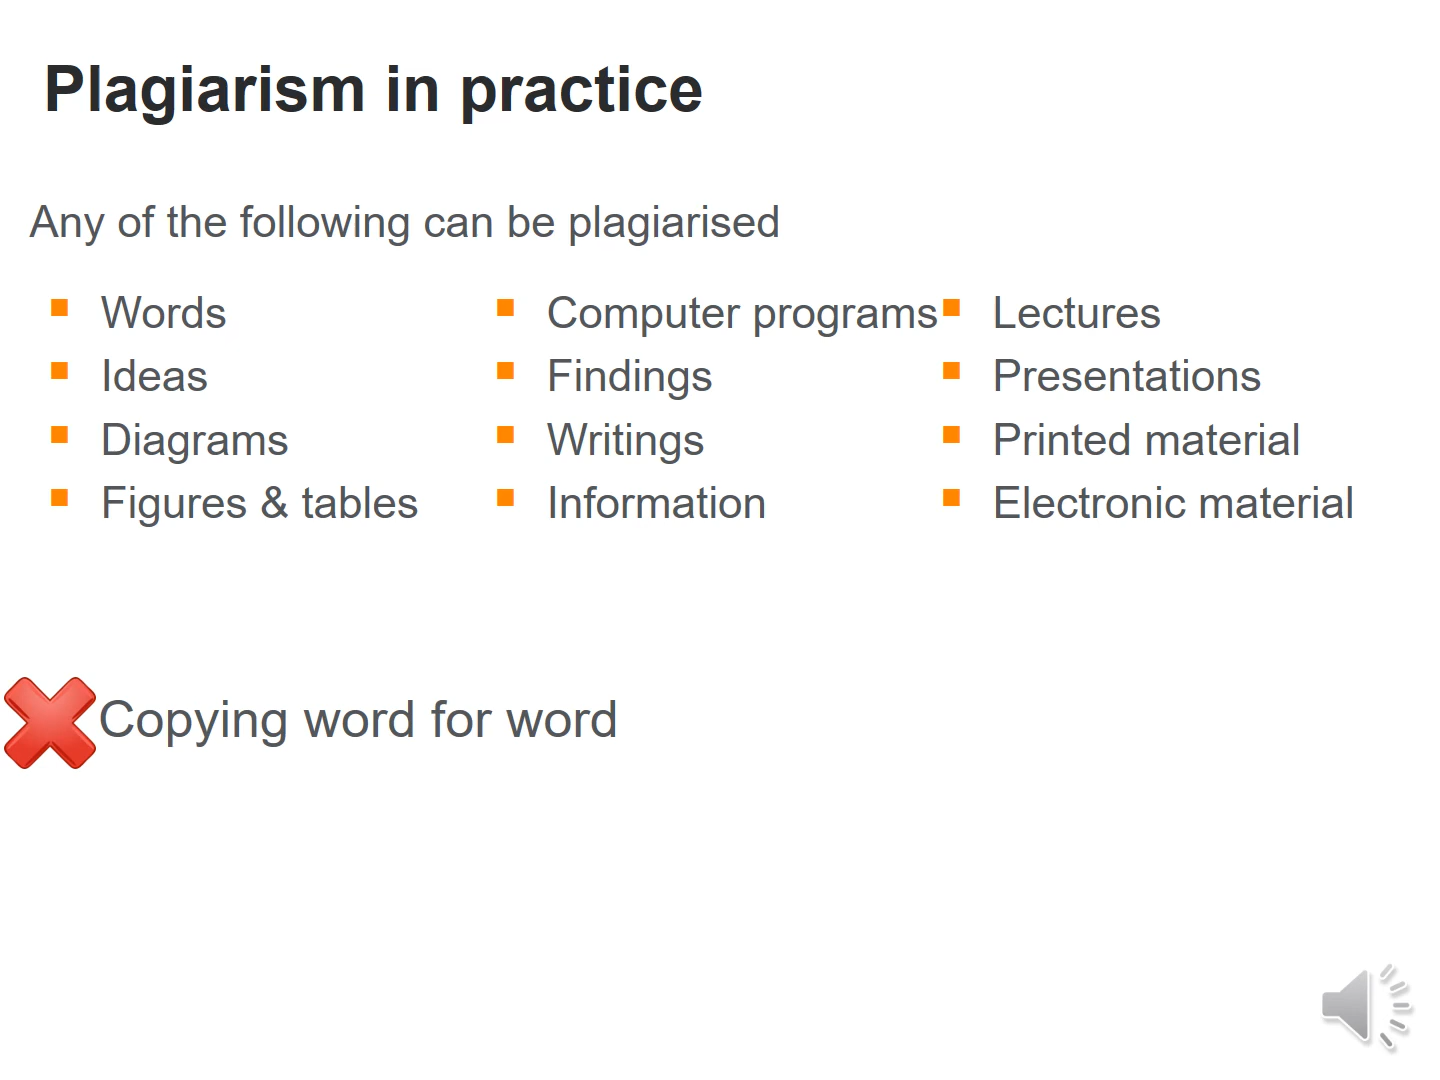 Plagiarism in practice
Any of the following can be plagiarised
Words
Ideas
Diagrams
Figures & tables
Computer programs
Findings
Writings
Information
Lectures
Presentations
Printed material
Electronic material
Copying word for word